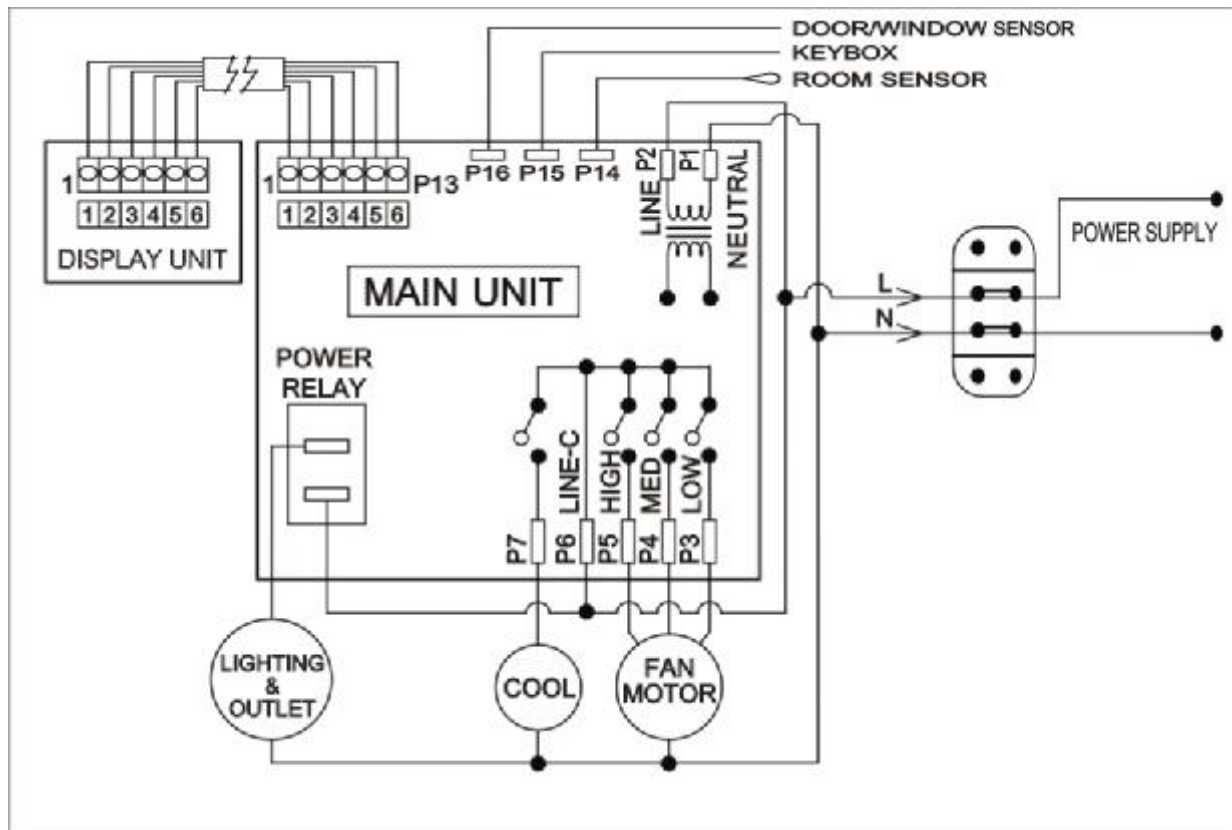 DOOR/WINDOW SENSOR
KEYBOX
ROOM SENSOR
1
1 2 3 4 5 6
DISPLAY UNIT
1
P13
1 2 3 4 5 6
P16
P15
P14
P2
P1
LINE
NEUTRAL
MAIN UNIT
POWER SUPPLY
L
N
POWER
RELAY
LINE-C
HIGH
MED
LOW
P7
P6
P5
P4
P3
LIGHTING
&
OUTLET
COOL
FAN
MOTOR